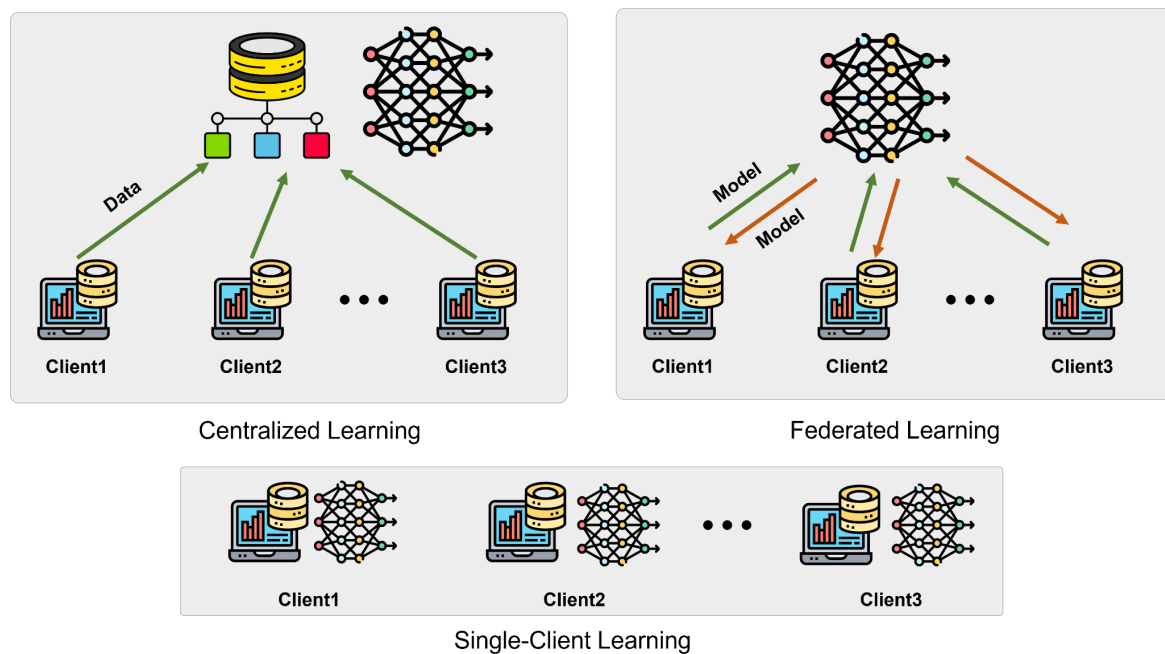 Data
Client1
Client2
Client3
Centralized Learning
Model
Model
Client1
Client2
Client3
Federated Learning
Client1
Client2
Client3
Single-Client Learning